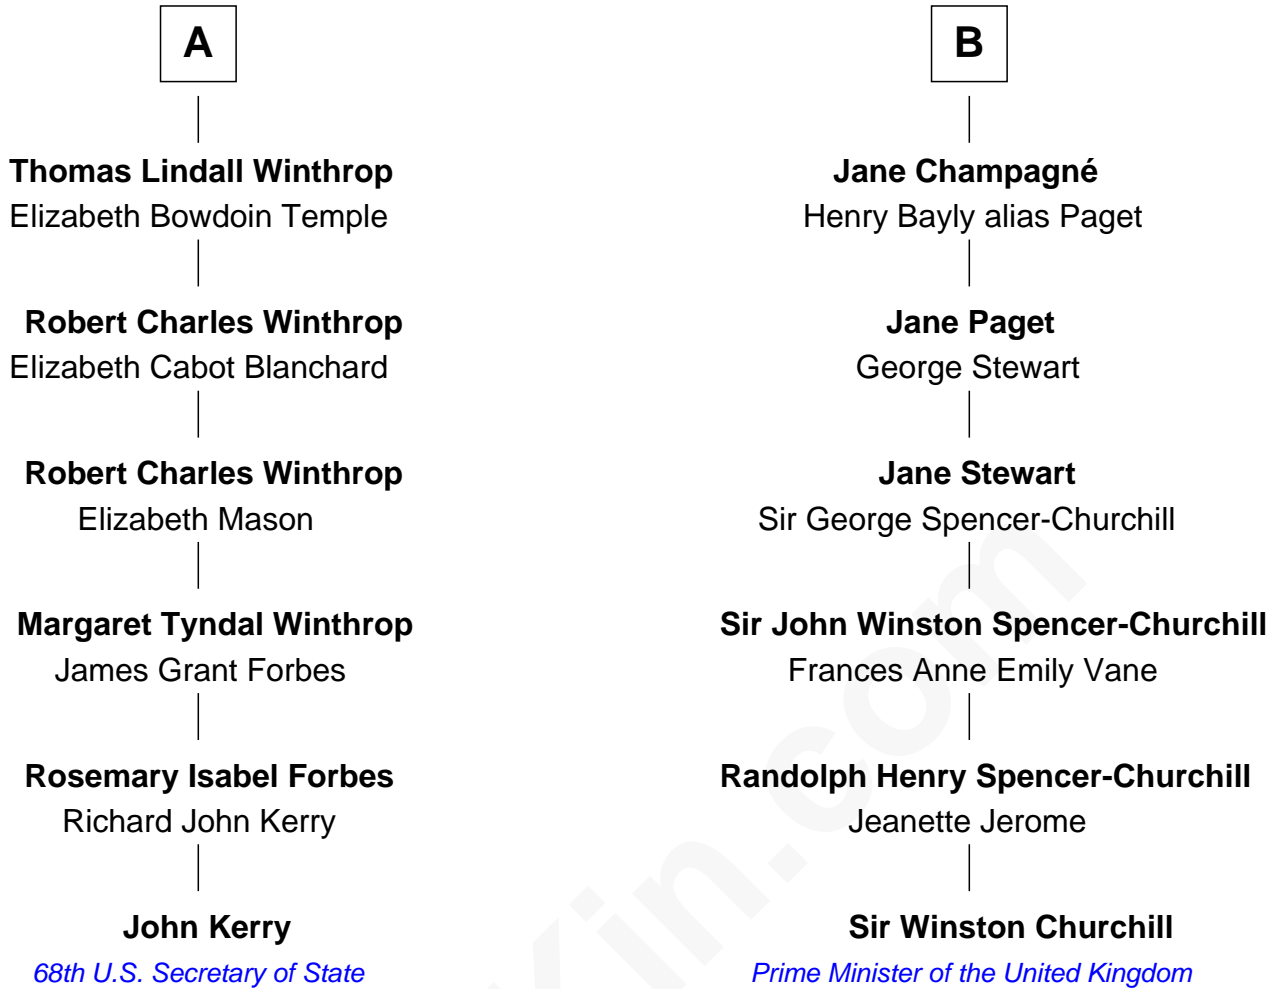 A
Thomas Lindall Winthrop
Elizabeth Bowdoin Temple
Robert Charles Winthrop
Elizabeth Cabot Blanchard
Robert Charles Winthrop
Elizabeth Mason
Margaret Tyndal Winthrop
James Grant Forbes
Rosemary Isabel Forbes
Richard John Kerry
John Kerry
68th U.S. Secretary of State
B
Jane Champagné
Henry Bayly alias Paget
Jane Paget
George Stewart
Jane Stewart
Sir George Spencer-Churchill
Sir John Winston Spencer-Churchill
Frances Anne Emily Vane
Randolph Henry Spencer-Churchill
Jeanette Jerome
Sir Winston Churchill
Prime Minister of the United Kingdom
Kin.com